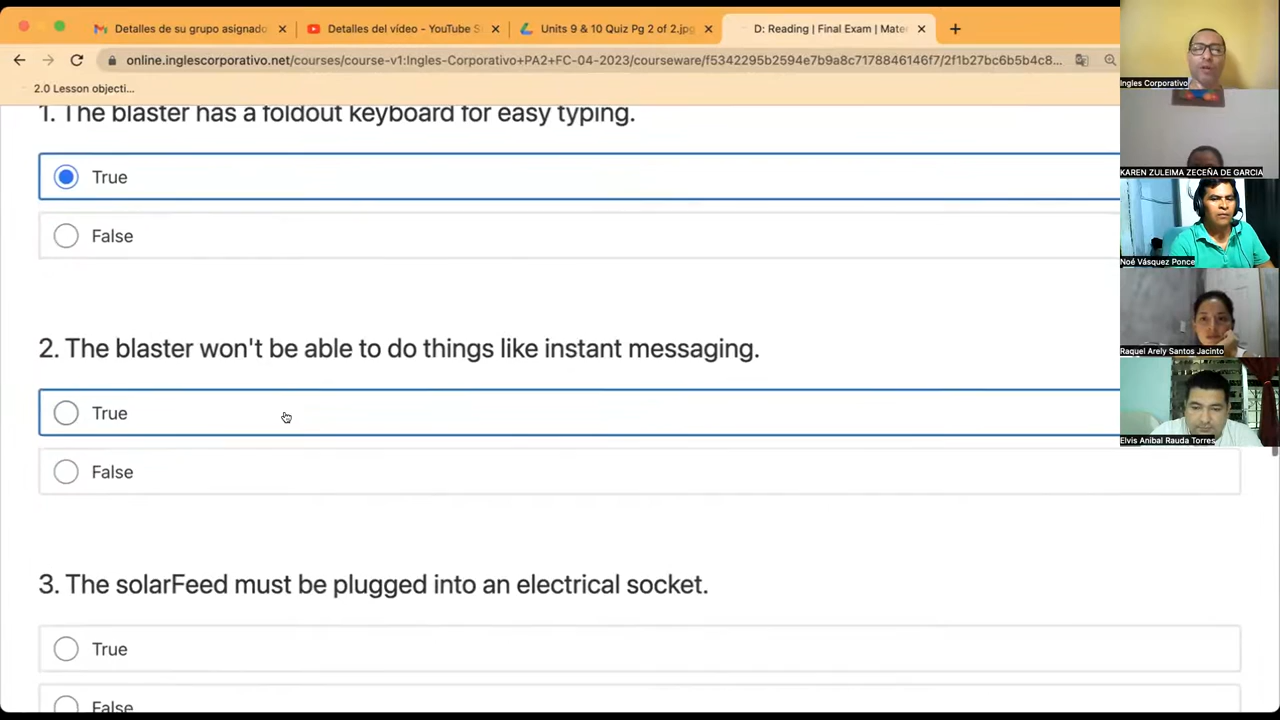 Detalles de su grupo asignado
Detalles del vídeo - YouTube S
Units 9 & 10 Quiz Pg 2 of 2.jpg
D: Reading | Final Exam | Mate
online.inglescorporativo.net/courses/course-v1:Ingles-Corporativo+PA2+FC-04-2023/courseware/f5342295b2594e7b9a8c7178846146f7/2f1b27bc6b5b4c8...
2.0 Lesson objecti...
1. The blaster has a foldout keyboard for easy typing.
True
False
2. The blaster won't be able to do things like instant messaging.
True
False
3. The solarFeed must be plugged into an electrical socket.
True
False
Ingles Corporativo
KAREN ZULEIMA ZECEÑA DE GARCIA
Noé Vásquez Ponce
Raquel Arely Santos Jacinto
Elvis Anibal Rauda Torres